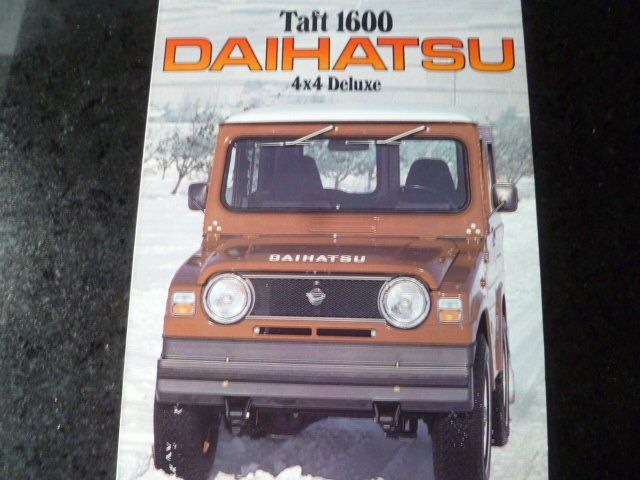 Taft 1600
DAIHATSU
4x4 Deluxe
DAIHATSU